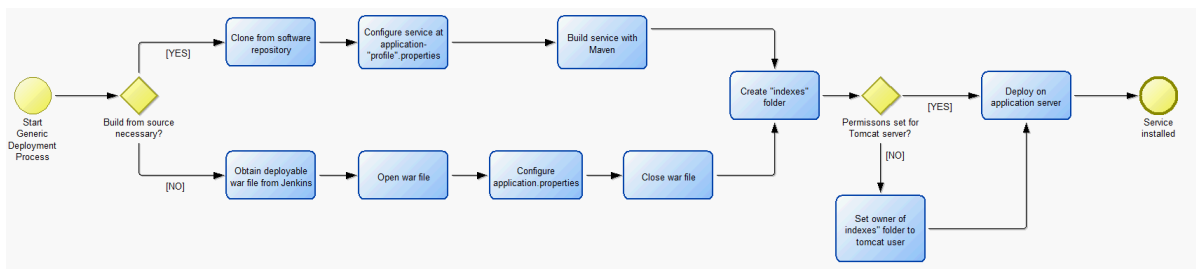 Start
Generic
Deployment
Process
Build from source
necessary?
[YES]
Clone from software
repository
Configure service at
application-
"profile".properties
Build service with
Maven
[NO]
Obtain deployable
war file from Jenkins
Open war file
Configure
application.properties
Close war file
Create "indexes"
folder
Permissons set for
Tomcat server?
[YES]
[NO]
Set owner of
indexes" folder to
tomcat user
Deploy on
application server
Service
installed